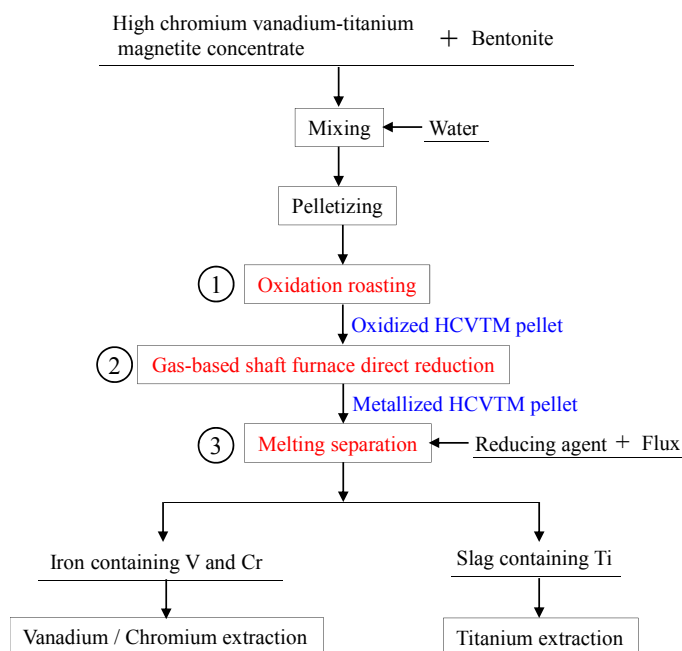 High chromium vanadium-titanium
magnetite concentrate + Bentonite
Mixing
Water
Pelletizing
1 Oxidation roasting
Oxidized HCVTM pellet
2 Gas-based shaft furnace direct reduction
Metallized HCVTM pellet
3 Melting separation
Reducing agent + Flux
Iron containing V and Cr
Slag containing Ti
Vanadium / Chromium extraction
Titanium extraction